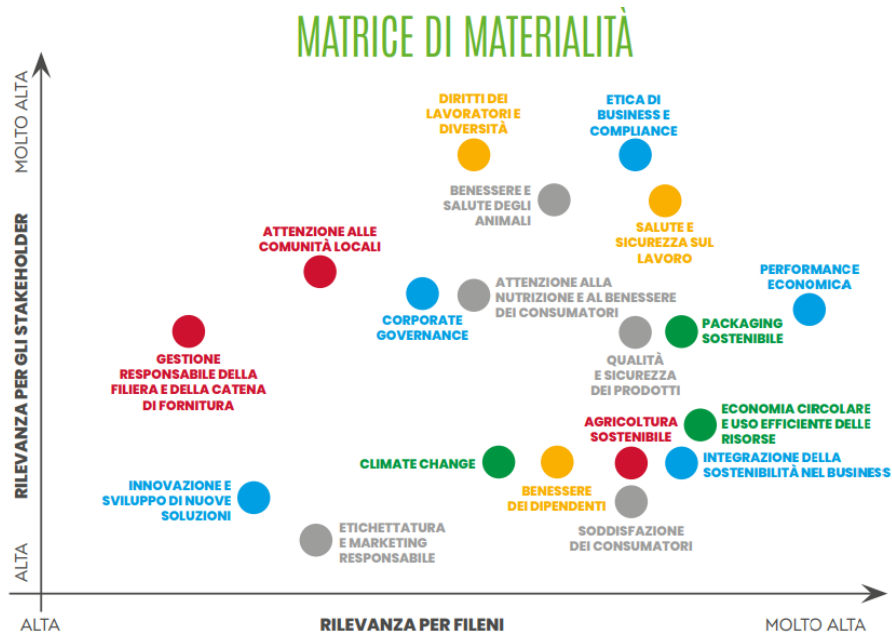 MATRICE DI MATERIALITÀ
MOLTO ALTA
RILEVANZA PER GLI STAKEHOLDER
ALTA
DIRITTI DEI
LAVORATORI E
DIVERSITÀ
ETICA DI
BUSINESS E
COMPLIANCE
BENESSERE E
SALUTE DEGLI
ANIMALI
SALUTE E
SICUREZZA SUL
LAVORO
ATTENZIONE ALLE
COMUNITÀ LOCALI
PERFORMANCE
ECONOMICA
ATTENZIONE ALLA
NUTRIZIONE E AL BENESSERE
DEI CONSUMATORI
CORPORATE
GOVERNANCE
PACKAGING
SOSTENIBILE
GESTIONE
RESPONSABILE DELLA
FILIERA E DELLA CATENA
DI FORNITURA
QUALITÀ
E SICUREZZA
DEI PRODOTTI
ECONOMIA CIRCOLARE
E USO EFFICIENTE DELLE
RISORSE
AGRICOLTURA
SOSTENIBILE
CLIMATE CHANGE
INTEGRAZIONE DELLA
SOSTENIBILITÀ NEL BUSINESS
BENESSERE
DEI DIPENDENTI
INNOVAZIONE E
SVILUPPO DI NUOVE
SOLUZIONI
ETICHETTATURA
E MARKETING
RESPONSABILE
SODDISFAZIONE
DEI CONSUMATORI
ALTA
RILEVANZA PER FILENI
MOLTO ALTA